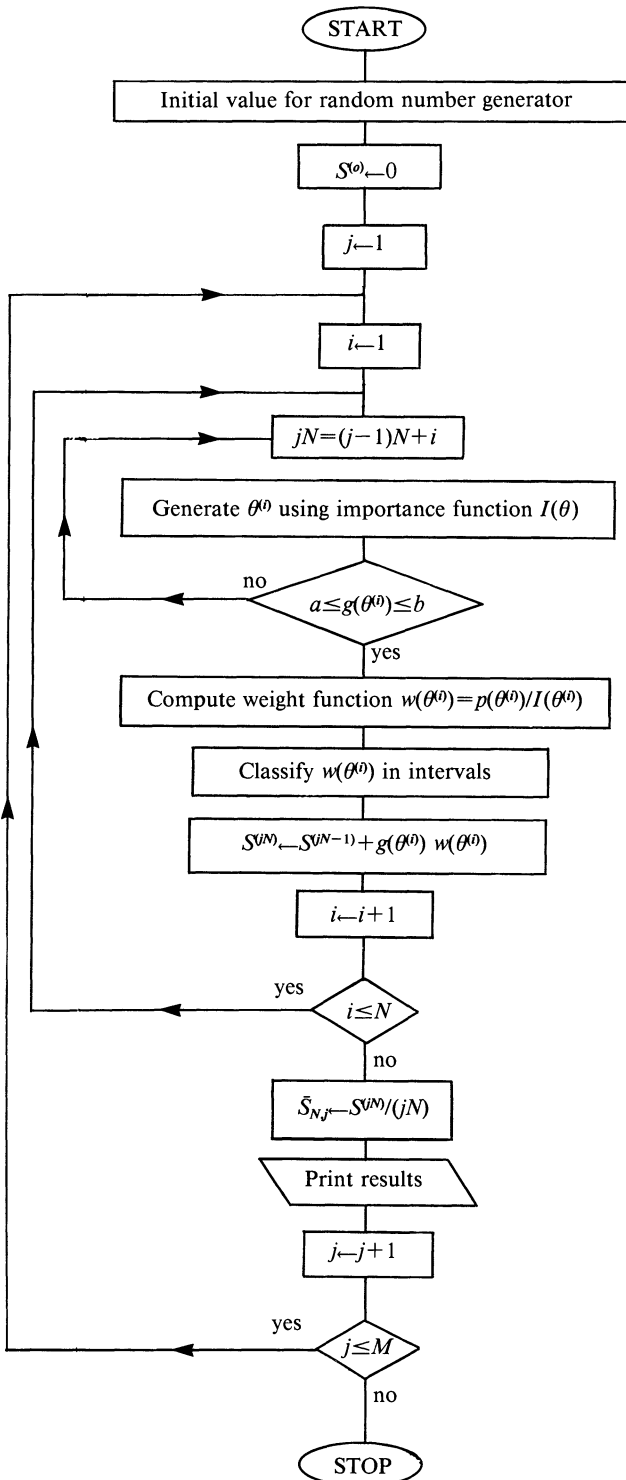 START
Initial value for random number generator
S⁽ᵒ⁾←0
j←1
i←1
jN=(j−1)N+i
Generate θ⁽ⁱ⁾ using importance function I(θ)
no
a≤g(θ⁽ⁱ⁾)≤b
yes
Compute weight function w(θ⁽ⁱ⁾)=p(θ⁽ⁱ⁾)/I(θ⁽ⁱ⁾)
Classify w(θ⁽ⁱ⁾) in intervals
S⁽ʲᴺ⁾←S⁽ʲᴺ⁻¹⁾+g(θ⁽ⁱ⁾) w(θ⁽ⁱ⁾)
i←i+1
yes
i≤N
no
S̄_{N,j}←S⁽ʲᴺ⁾/(jN)
Print results
j←j+1
yes
j≤M
no
STOP